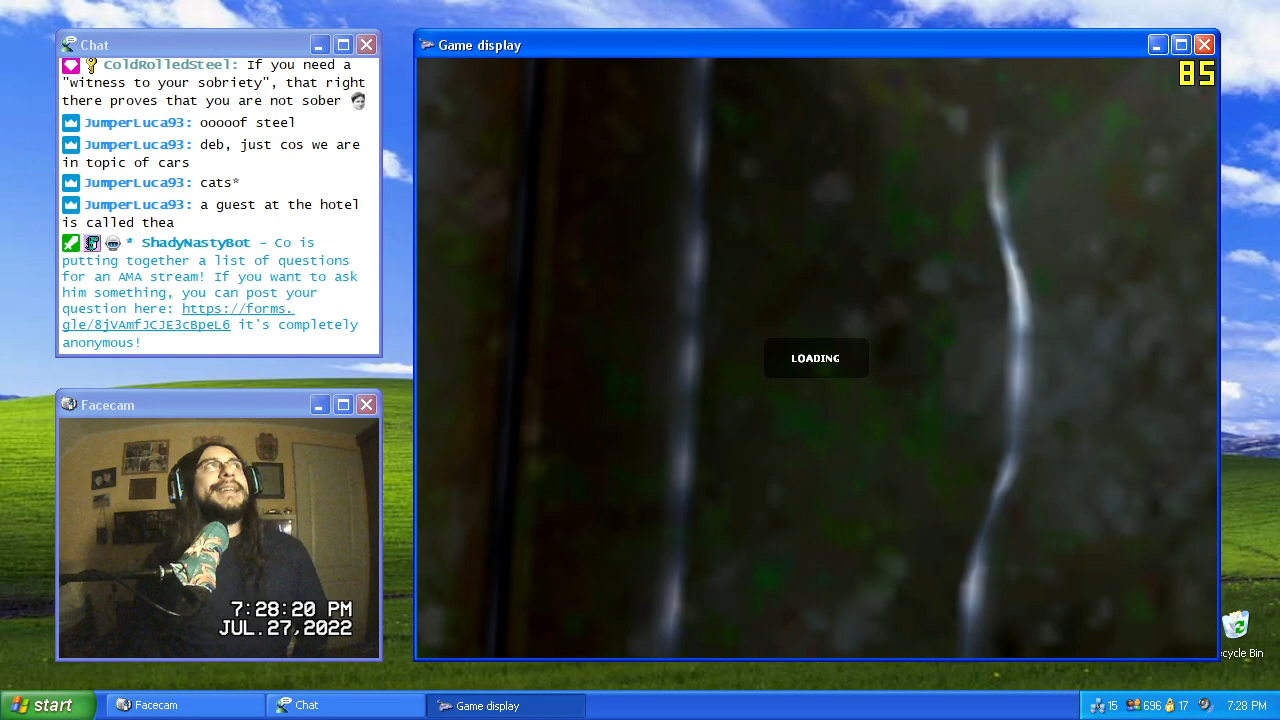 Chat
ColdRolledSteel: If you need a
"witness to your sobriety", that right
there proves that you are not sober
JumperLuca93: ooooof steel
JumperLuca93: deb, just cos we are
in topic of cars
JumperLuca93: cats*
JumperLuca93: a guest at the hotel
is called thea
* ShadyNastyBot - Co is
putting together a list of questions
for an AMA stream! If you want to ask
him something, you can post your
question here: https://forms.
gle/8jVAmfJCJE3cBpeL6 it's completely
anonymous!
Game display
85
LOADING
Facecam
7:28:20 PM
JUL.27,2022
ecycle Bin
start
Facecam
Chat
Game display
15
696
17
7:28 PM